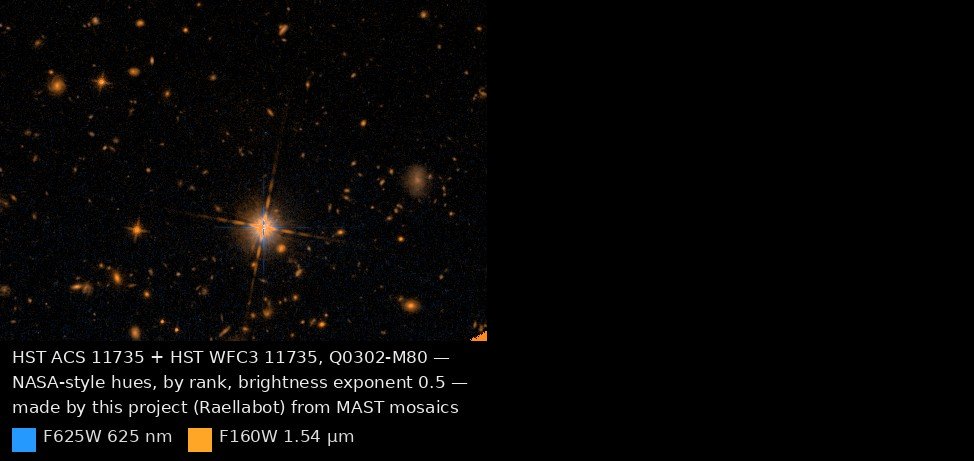 HST ACS 11735 + HST WFC3 11735, Q0302-M80 —
NASA-style hues, by rank, brightness exponent 0.5 —
made by this project (Raellabot) from MAST mosaics
F625W 625 nm F160W 1.54 μm